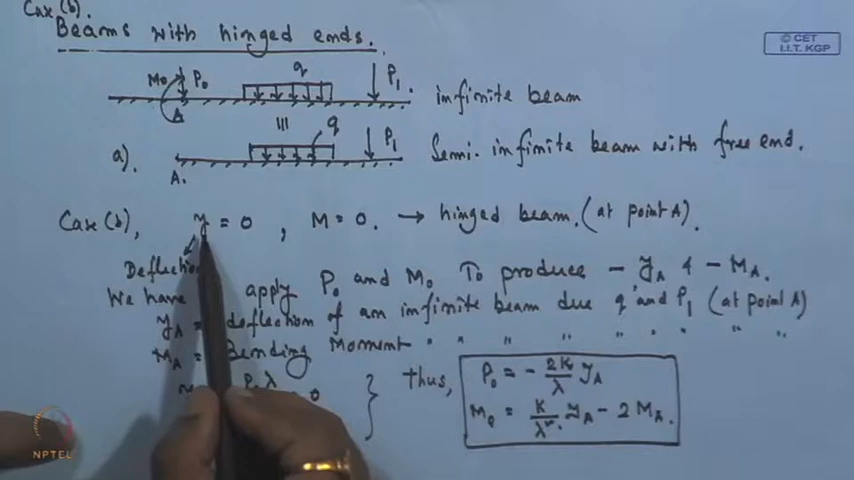 Case (b).
Beams with hinged ends.
© CET
I.I.T. KGP
M₀ P₀ q P₁
A
infinite beam
a). q P₁
A.
Semi-infinite beam with free end.
Case (b), y = 0, M = 0. → hinged beam. (at point A).
Deflection
We have apply P₀ and M₀ To produce - y_A & - M_A.
y_A = deflection of an infinite beam due q and P₁ (at point A)
M_A = Bending Moment " " " " " " " "
P₀λ 0 } thus, P₀ = - 2k/λ y_A
M₀ = k/λ² y_A - 2 M_A.
NPTEL